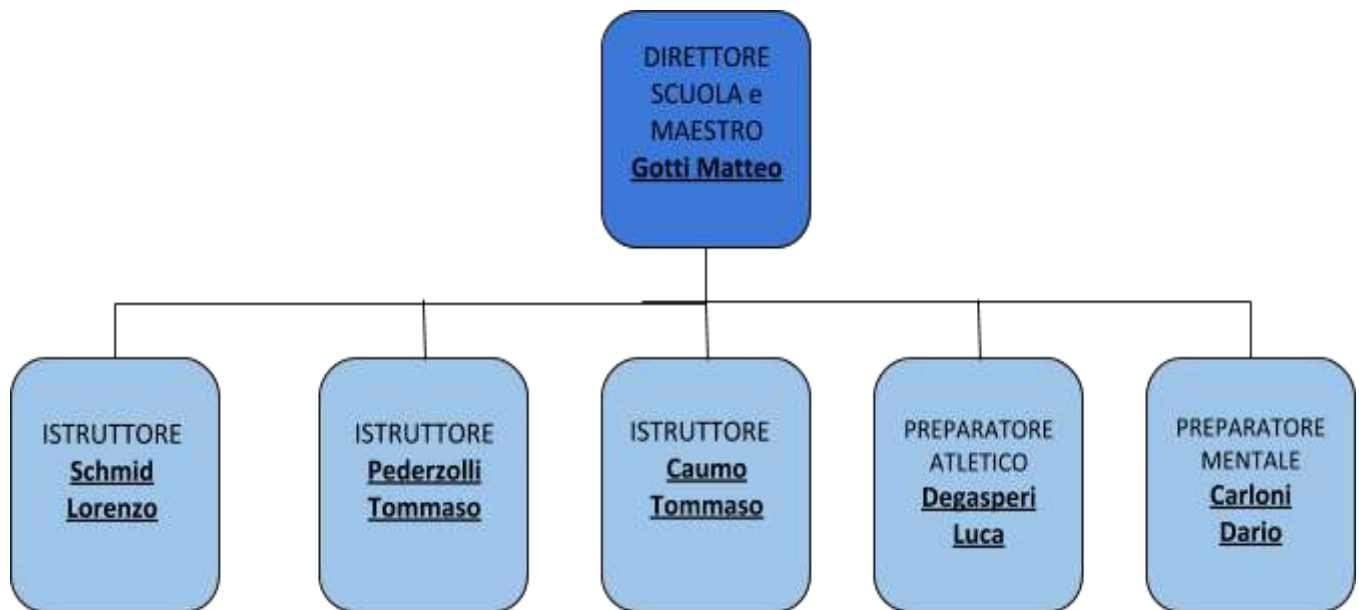 DIRETTORE
SCUOLA e
MAESTRO
Gotti Matteo
ISTRUTTORE
Schmid
Lorenzo
ISTRUTTORE
Pederzolli
Tommaso
ISTRUTTORE
Caumo
Tommaso
PREPARATORE
ATLETICO
Degasperi
Luca
PREPARATORE
MENTALE
Carloni
Dario